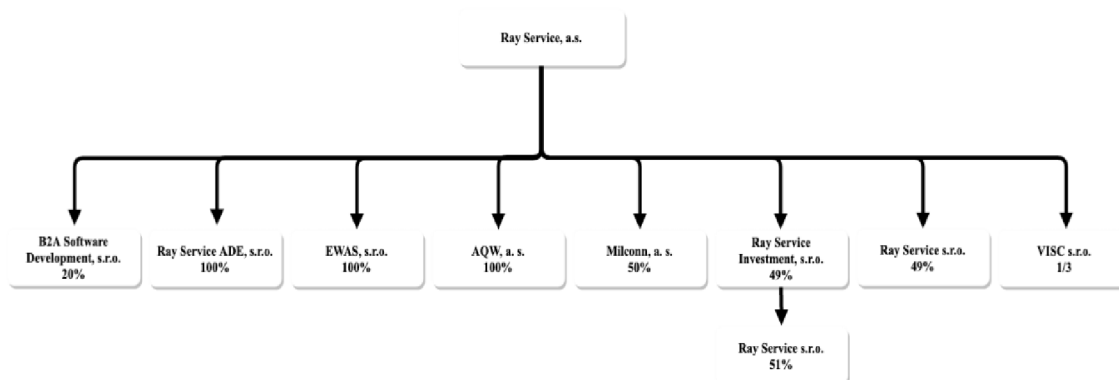 Ray Service, a.s.
B2A Software
Development, s.r.o.
20%
Ray Service ADE, s.r.o.
100%
EWAS, s.r.o.
100%
AQW, a. s.
100%
Milconn, a. s.
50%
Ray Service
Investment, s.r.o.
49%
Ray Service s.r.o.
49%
VISC s.r.o.
1/3
Ray Service s.r.o.
51%